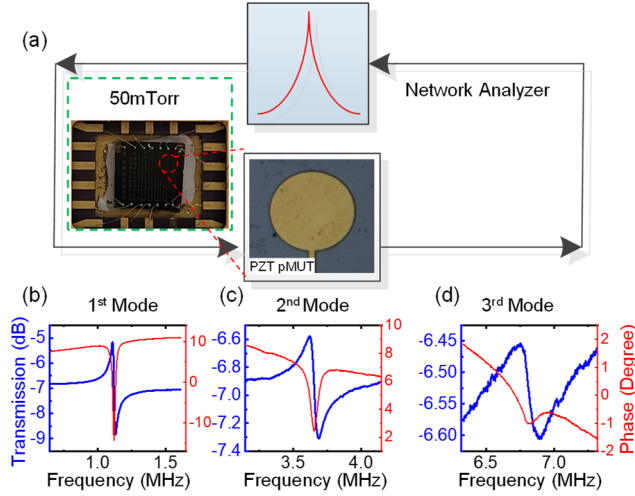 (a)
50mTorr
Network Analyzer
PZT pMUT
(b) 1st Mode
(c) 2nd Mode
(d) 3rd Mode
Transmission (dB)
-5
-6
-7
-8
-9
10
0
-10
1.0
1.5
Frequency (MHz)
-6.6
-6.8
-7.0
-7.2
-7.4
10
8
6
4
2
3.5
4.0
Frequency (MHz)
-6.45
-6.50
-6.55
-6.60
2
1
0
-1
-2
Phase (Degree)
6.5
7.0
Frequency (MHz)